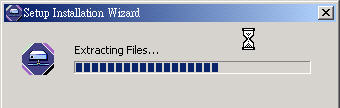 Setup Installation Wizard
Extracting Files...